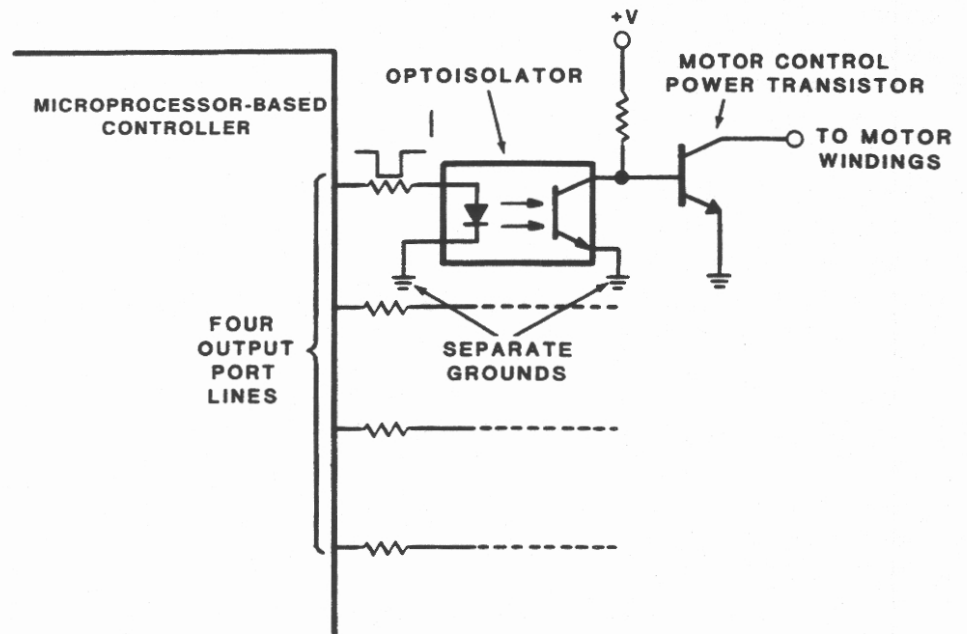 +V
OPTOISOLATOR
MOTOR CONTROL
POWER TRANSISTOR
MICROPROCESSOR-BASED
CONTROLLER
TO MOTOR
WINDINGS
FOUR
OUTPUT
PORT
LINES
SEPARATE
GROUNDS